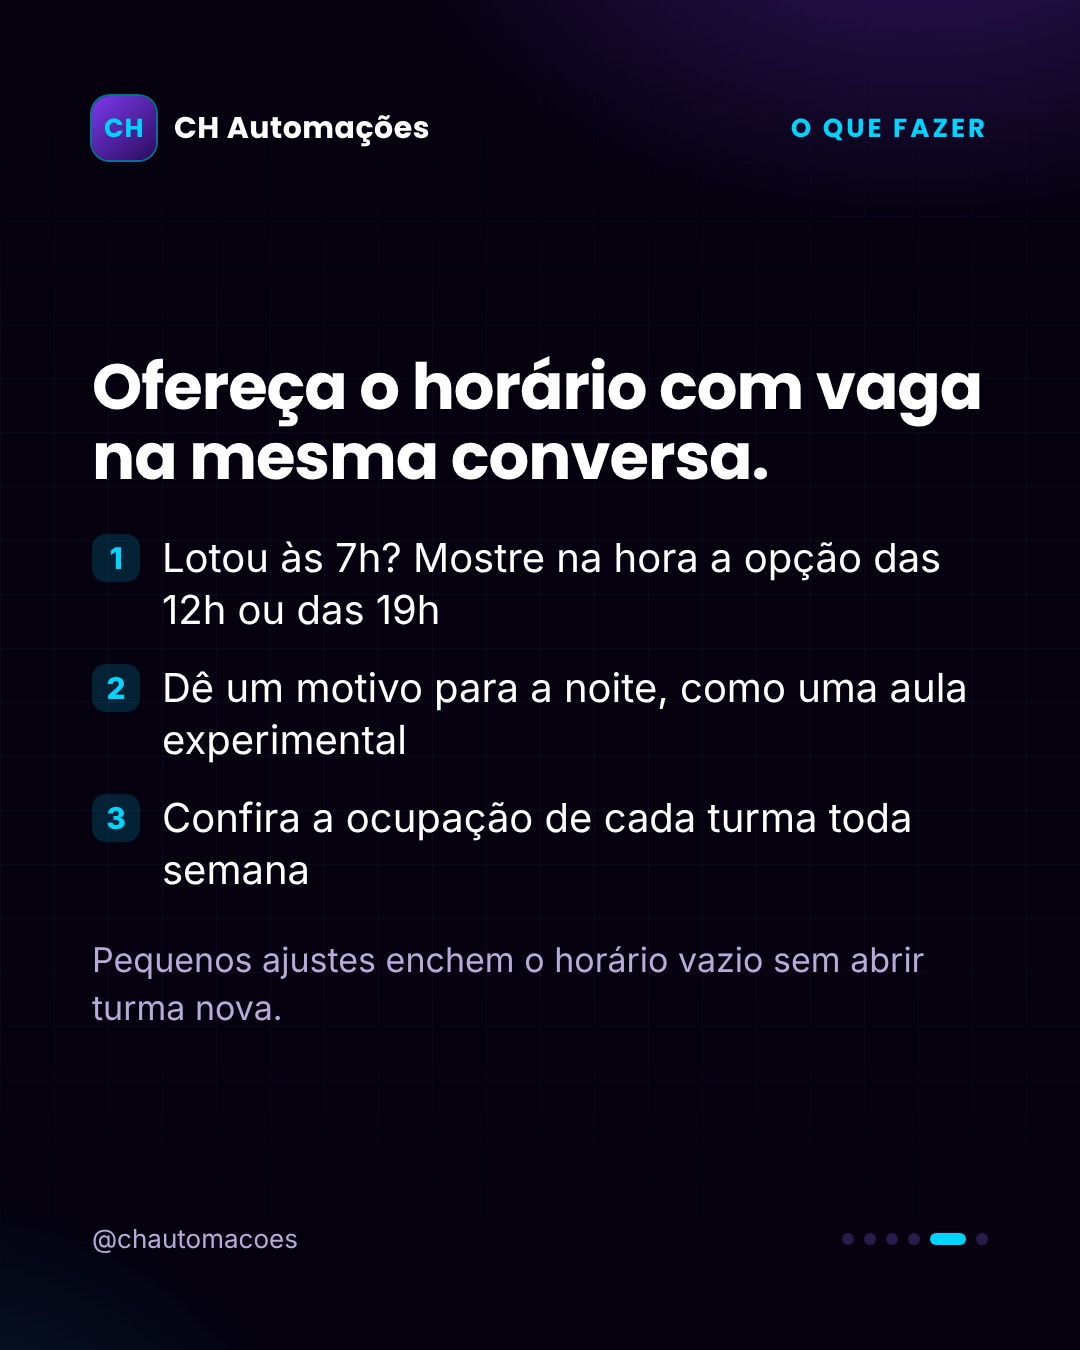 CH
CH Automações
O QUE FAZER
Ofereça o horário com vaga
na mesma conversa.
1
Lotou às 7h? Mostre na hora a opção das
12h ou das 19h
2
Dê um motivo para a noite, como uma aula
experimental
3
Confira a ocupação de cada turma toda
semana
Pequenos ajustes enchem o horário vazio sem abrir
turma nova.
@chautomacoes